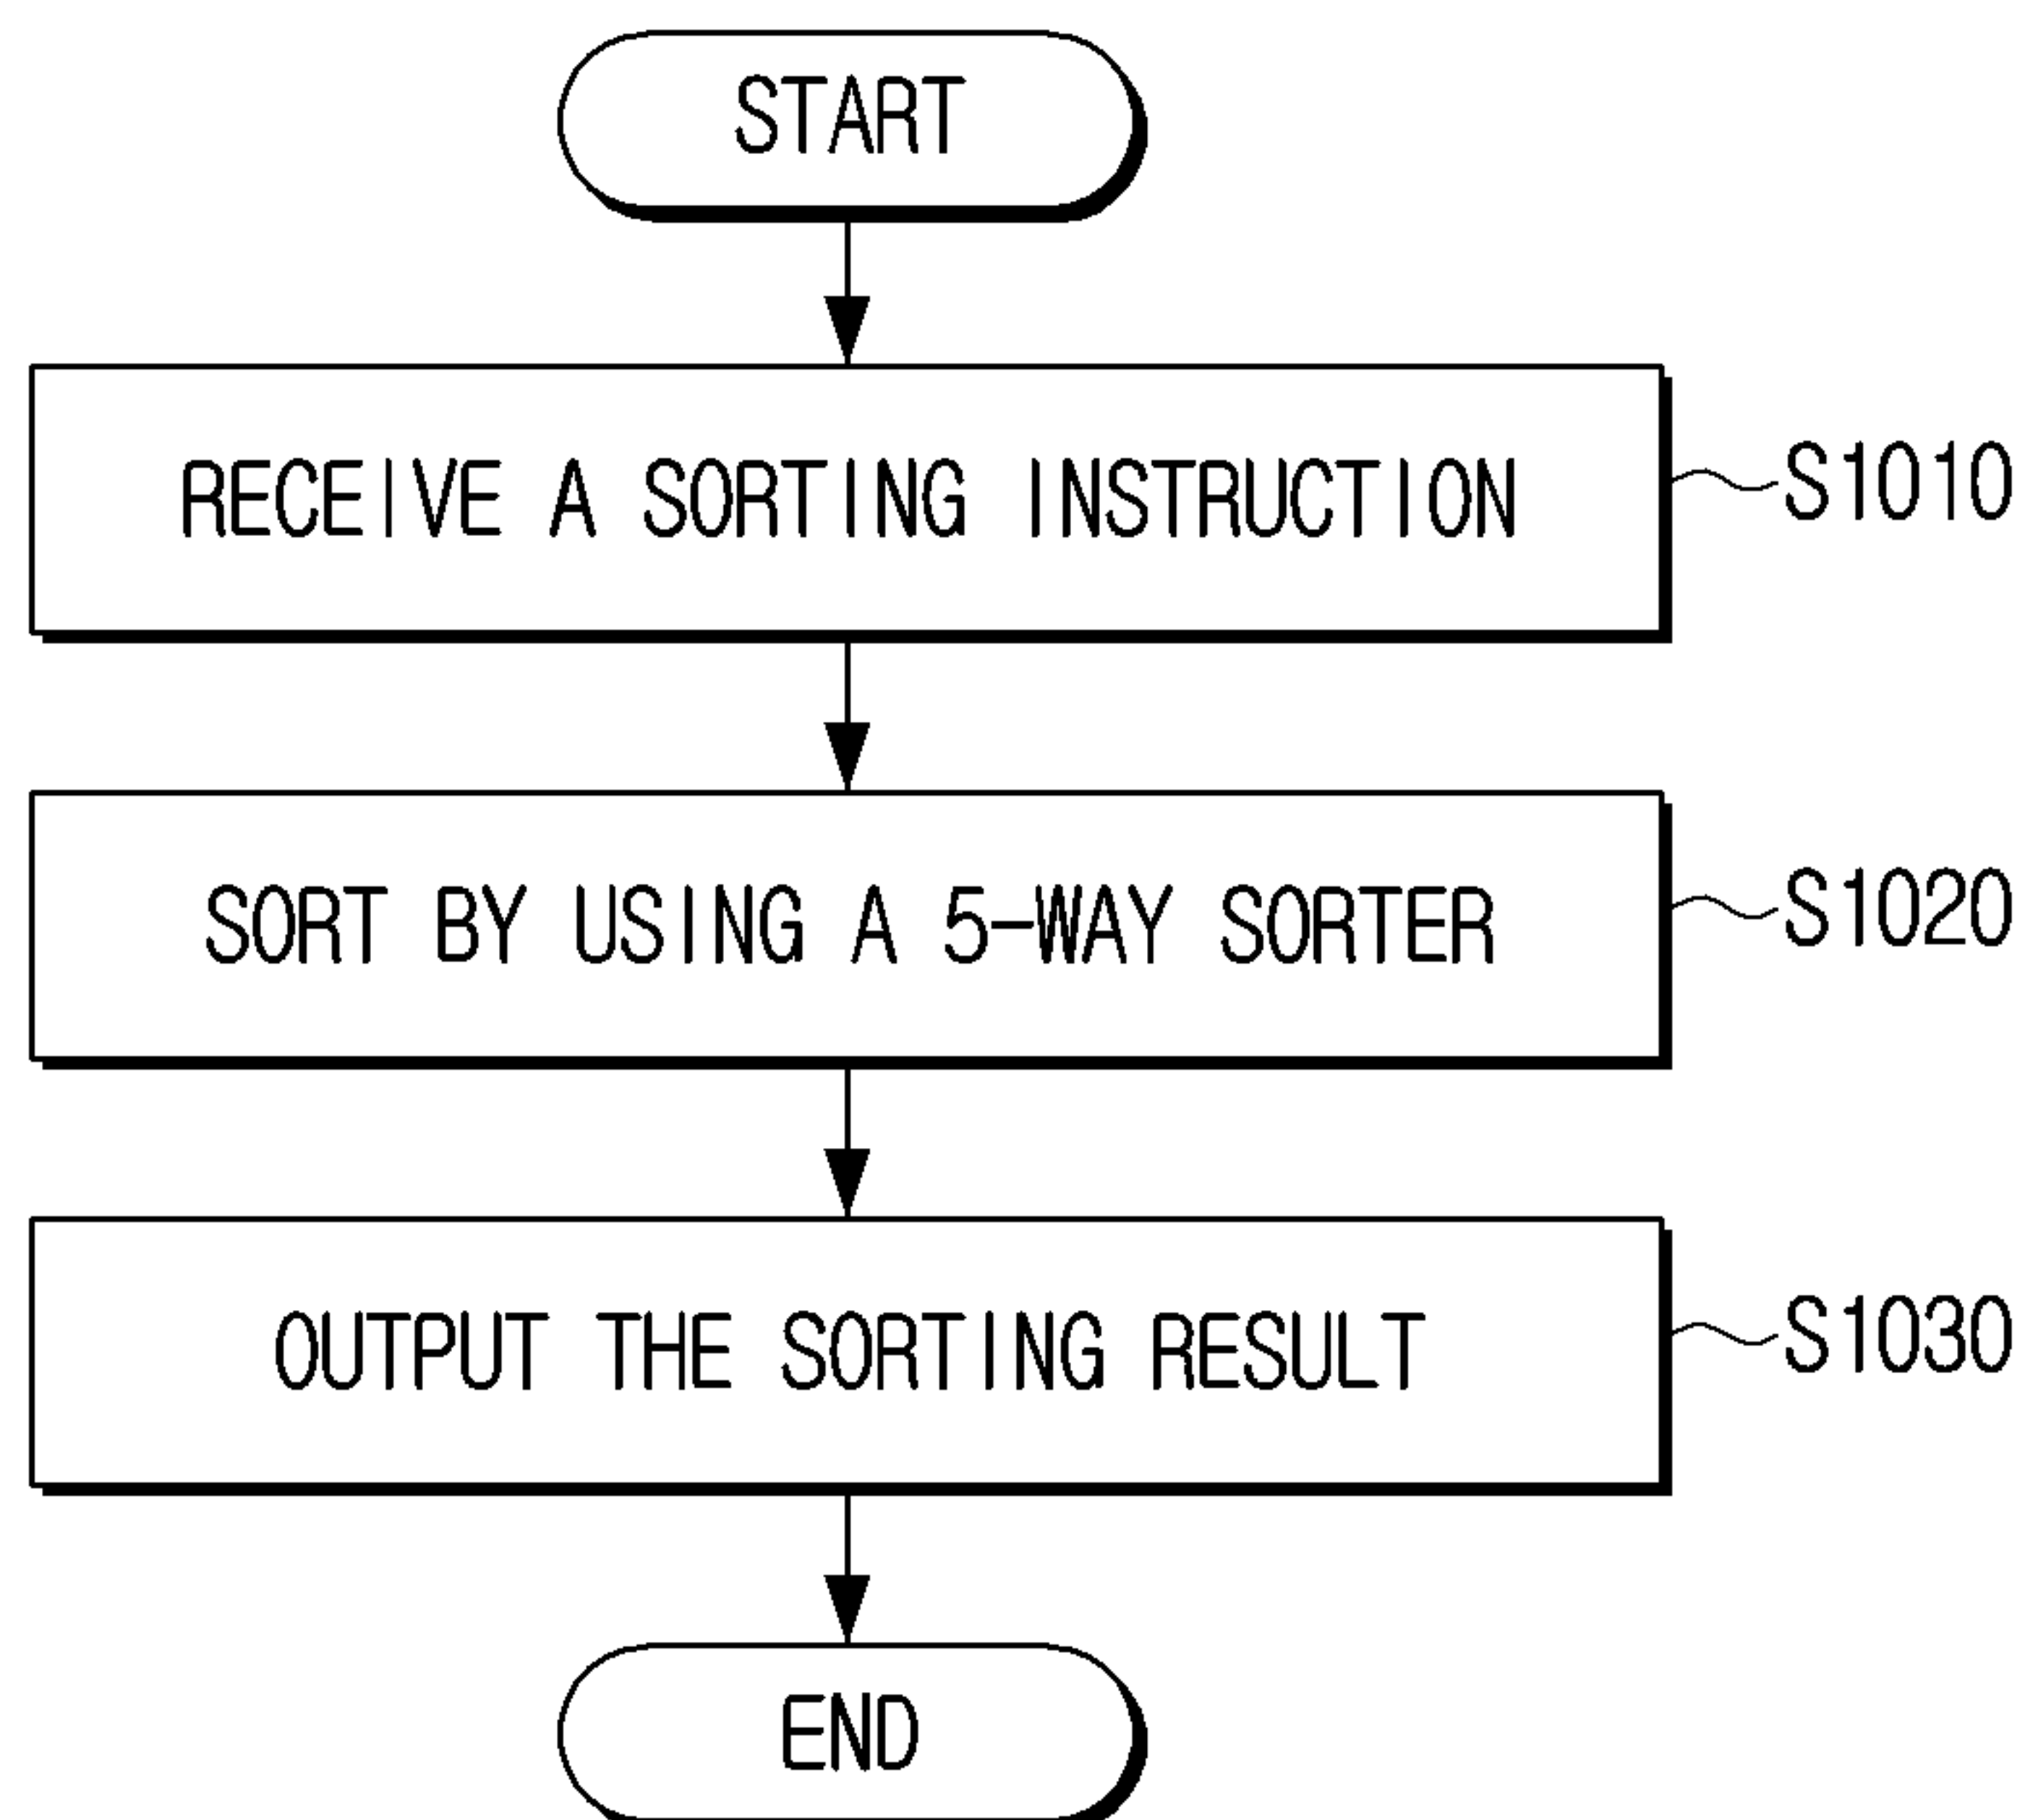 START
RECEIVE A SORTING INSTRUCTION
S1010
SORT BY USING A 5-WAY SORTER
S1020
OUTPUT THE SORTING RESULT
S1030
END